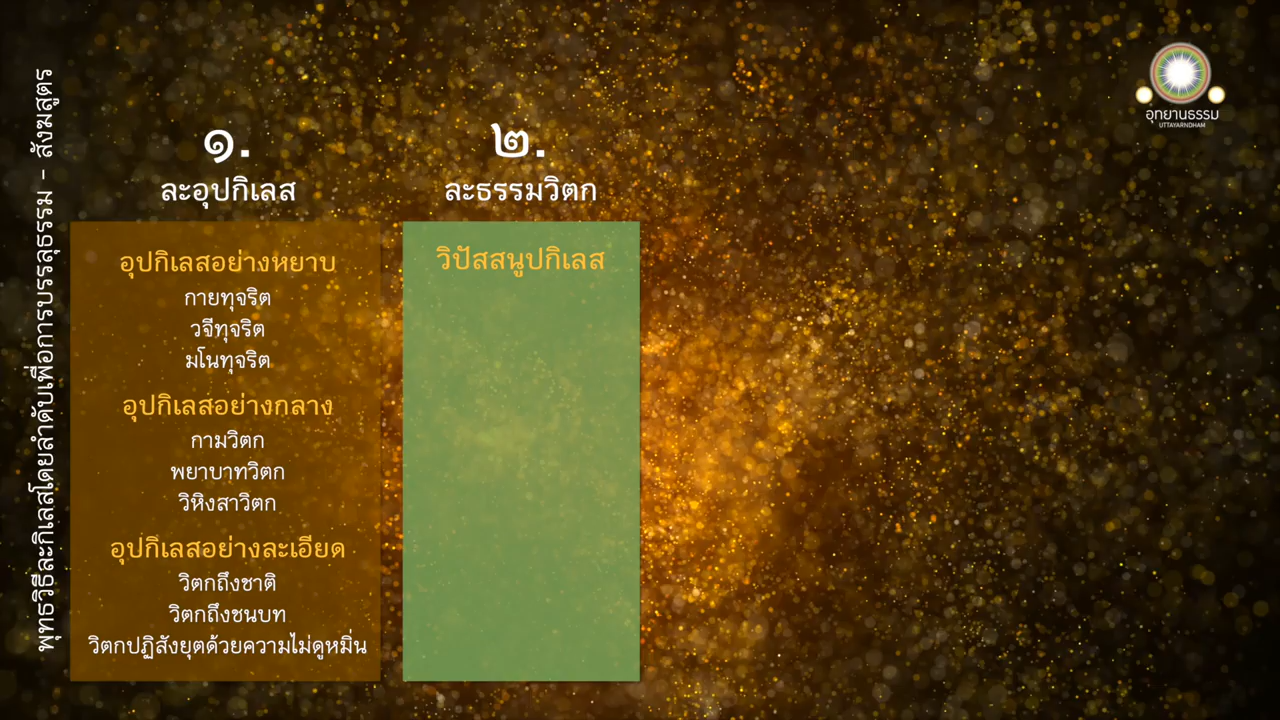 พุทธวิธีละกิเลสโดยลำดับเพื่อการบรรลุธรรม - สังฆสูตร
๑.
ละอุปกิเลส
อุปกิเลสอย่างหยาบ
กายทุจริต
วจีทุจริต
มโนทุจริต
อุปกิเลสอย่างกลาง
กามวิตก
พยาบาทวิตก
วิหิงสาวิตก
อุปกิเลสอย่างละเอียด
วิตกถึงชาติ
วิตกถึงชนบท
วิตกปฏิสังยุตด้วยความไม่ดูหมิ่น
๒.
ละธรรมวิตก
วิปัสสนูปกิเลส
อุทยานธรรม
UTTAYARNDHAM